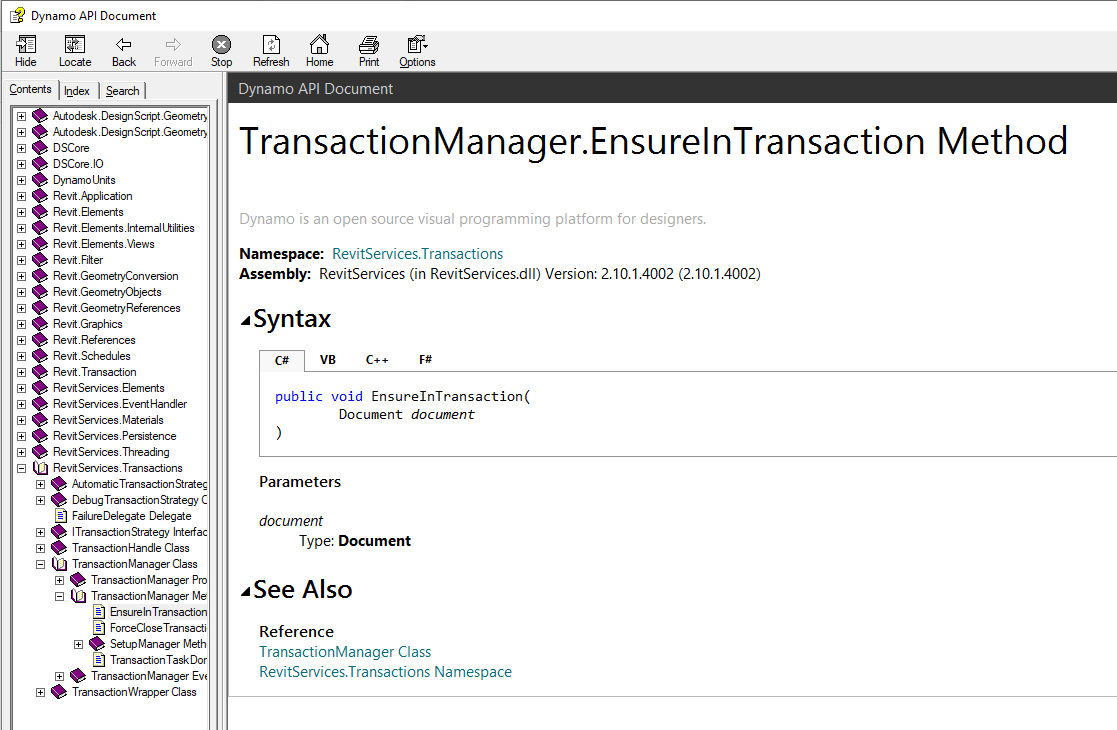 Dynamo API Document
Hide Locate Back Forward Stop Refresh Home Print Options
Contents Index Search
Autodesk.DesignScript.Geometry
Autodesk.DesignScript.Geometry
DSCore
DSCore.IO
DynamoUnits
Revit.Application
Revit.Elements
Revit.Elements.InternalUtilities
Revit.Elements.Views
Revit.Filter
Revit.GeometryConversion
Revit.GeometryObjects
Revit.GeometryReferences
Revit.Graphics
Revit.References
Revit.Schedules
Revit.Transaction
RevitServices.Elements
RevitServices.EventHandler
RevitServices.Materials
RevitServices.Persistence
RevitServices.Threading
RevitServices.Transactions
AutomaticTransactionStrateg
DebugTransactionStrategy C
FailureDelegate Delegate
ITransactionStrategy Interfac
TransactionHandle Class
TransactionManager Class
TransactionManager Pro
TransactionManager Met
EnsureInTransaction
ForceCloseTransacti
SetupManager Meth
TransactionTaskDon
TransactionManager Eve
TransactionWrapper Class
Dynamo API Document
TransactionManager.EnsureInTransaction Method
Dynamo is an open source visual programming platform for designers.
Namespace: RevitServices.Transactions
Assembly: RevitServices (in RevitServices.dll) Version: 2.10.1.4002 (2.10.1.4002)
Syntax
C# VB C++ F#
public void EnsureInTransaction(
Document document
)
Parameters
document
Type: Document
See Also
Reference
TransactionManager Class
RevitServices.Transactions Namespace